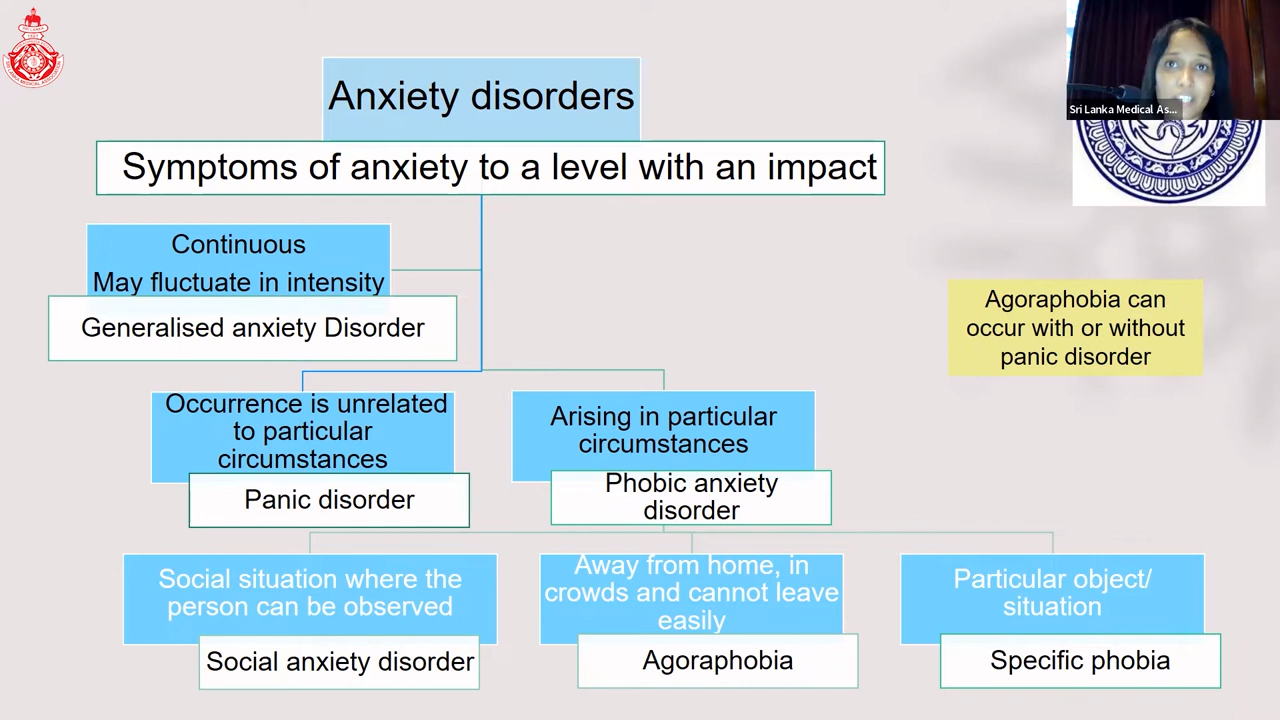 Anxiety disorders
Symptoms of anxiety to a level with an impact
Continuous
May fluctuate in intensity
Generalised anxiety Disorder
Agoraphobia can
occur with or without
panic disorder
Occurrence is unrelated
to particular
circumstances
Panic disorder
Arising in particular
circumstances
Phobic anxiety
disorder
Social situation where the
person can be observed
Social anxiety disorder
Away from home, in
crowds and cannot leave
easily
Agoraphobia
Particular object/
situation
Specific phobia
Sri Lanka Medical As...